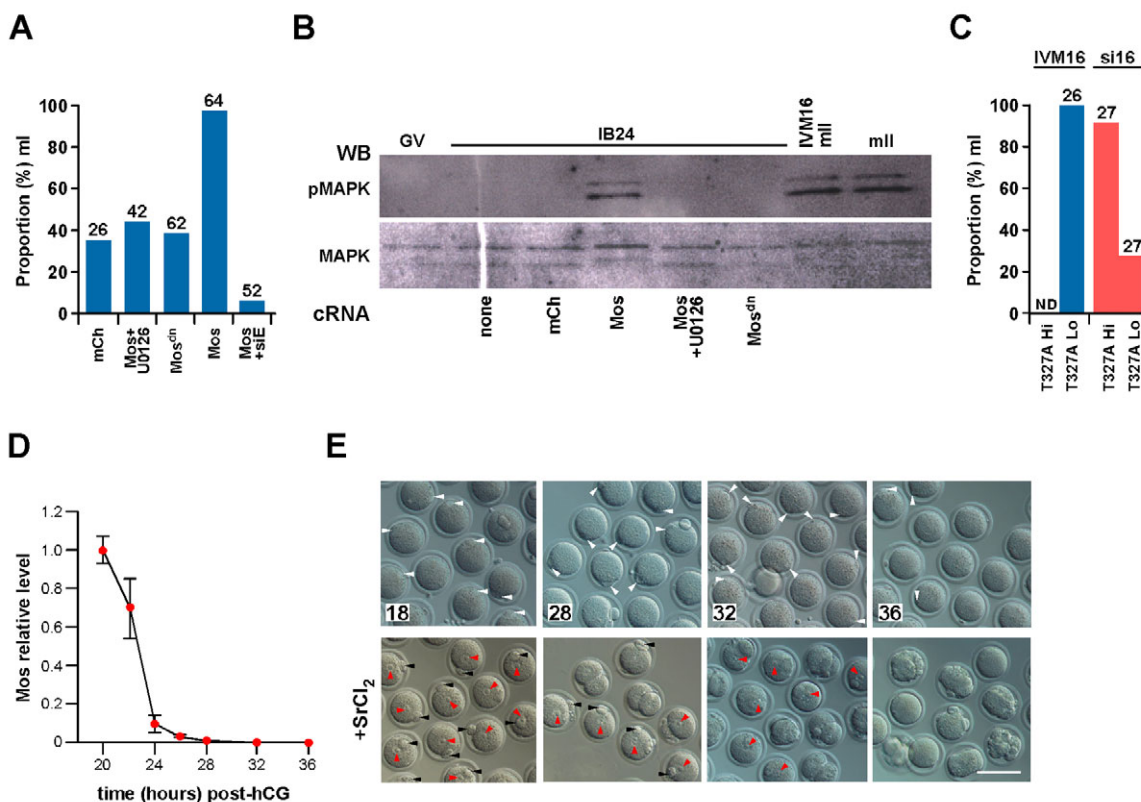 A
Proportion (%) mI
100
80
60
40
20
0
26
42
62
64
52
mCh
Mos+
U0126
Mosdn
Mos
Mos
+siE
B
GV
IB24
IVM16
mII
mII
WB
pMAPK
MAPK
cRNA
none
mCh
Mos
Mos
+U0126
Mosdn
C
IVM16
si16
Proportion (%) mI
100
80
60
40
20
0
ND
26
27
27
T327A Hi
T327A Lo
T327A Hi
T327A Lo
D
Mos relative level
1.2
1.0
0.8
0.6
0.4
0.2
0
20
24
28
32
36
time (hours) post-hCG
E
18
28
32
36
+SrCl2